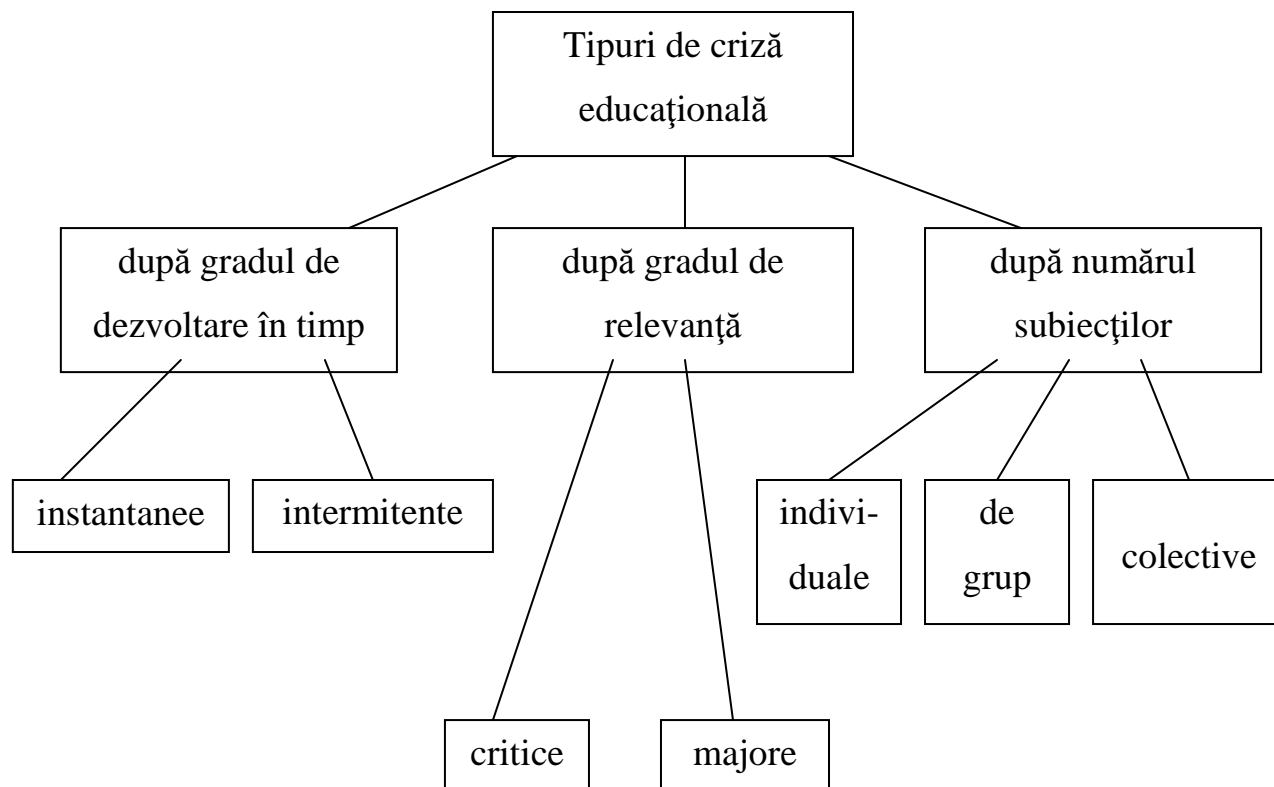 Tipuri de criză
educaţională
după gradul de
dezvoltare în timp
după gradul de
relevanţă
după numărul
subiecţilor
instantanee
intermitente
indivi-
duale
de
grup
colective
critice
majore